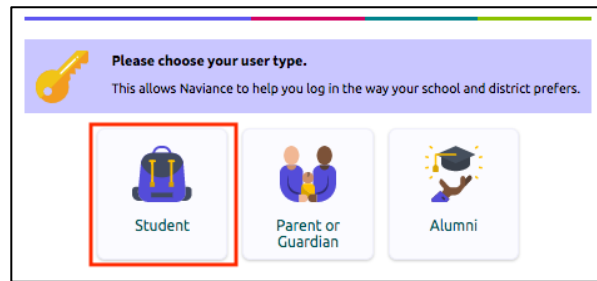 Please choose your user type.
This allows Naviance to help you log in the way your school and district prefers.
Student
Parent or
Guardian
Alumni